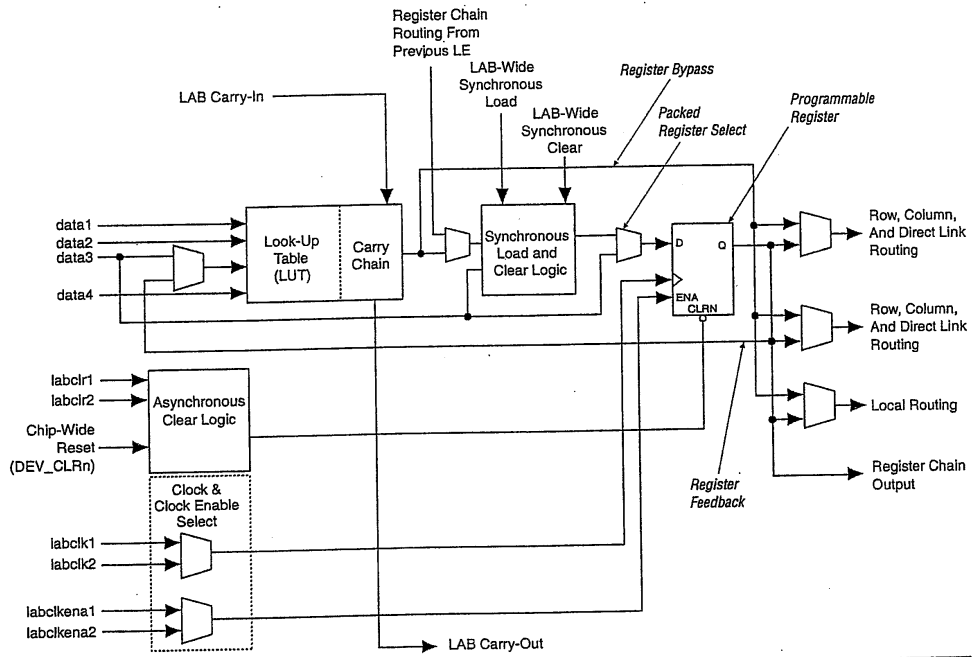 Register Chain
Routing From
Previous LE
LAB-Wide
Synchronous
Load
Register Bypass
Programmable
Register
LAB Carry-In
LAB-Wide
Synchronous
Clear
Packed
Register Select
data1
data2
data3
data4
Look-Up
Table
(LUT)
Carry
Chain
Synchronous
Load and
Clear Logic
D
Q
ENA
CLRN
Row, Column,
And Direct Link
Routing
Row, Column,
And Direct Link
Routing
Local Routing
Register Chain
Output
labclr1
labclr2
Chip-Wide
Reset
(DEV_CLRn)
Asynchronous
Clear Logic
Register
Feedback
Clock &
Clock Enable
Select
labclk1
labclk2
labclkena1
labclkena2
LAB Carry-Out